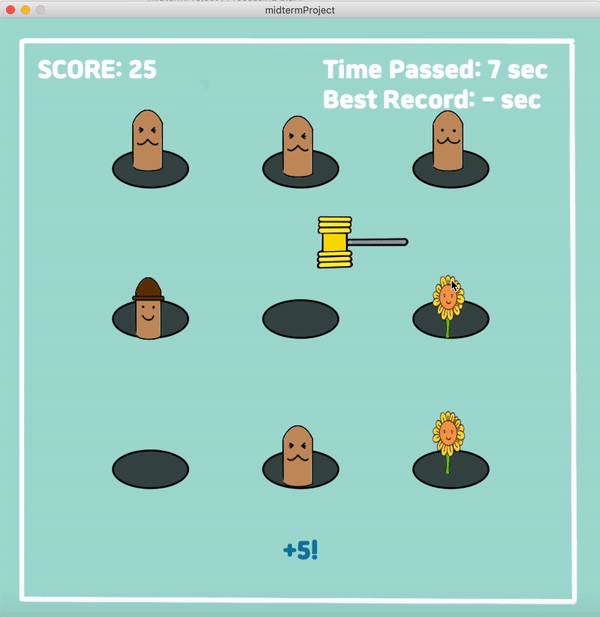 midtermProject
SCORE: 25
Time Passed: 7 sec
Best Record: - sec
+5!